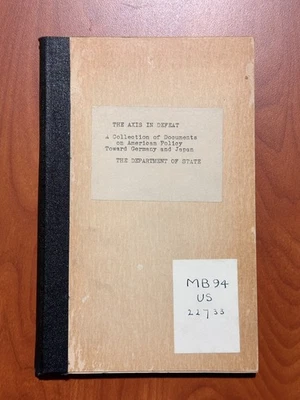 THE AXIS IN DEFEAT
A Collection of Documents
on American Policy
Toward Germany and Japan
THE DEPARTMENT OF STATE
MB94
US
22733